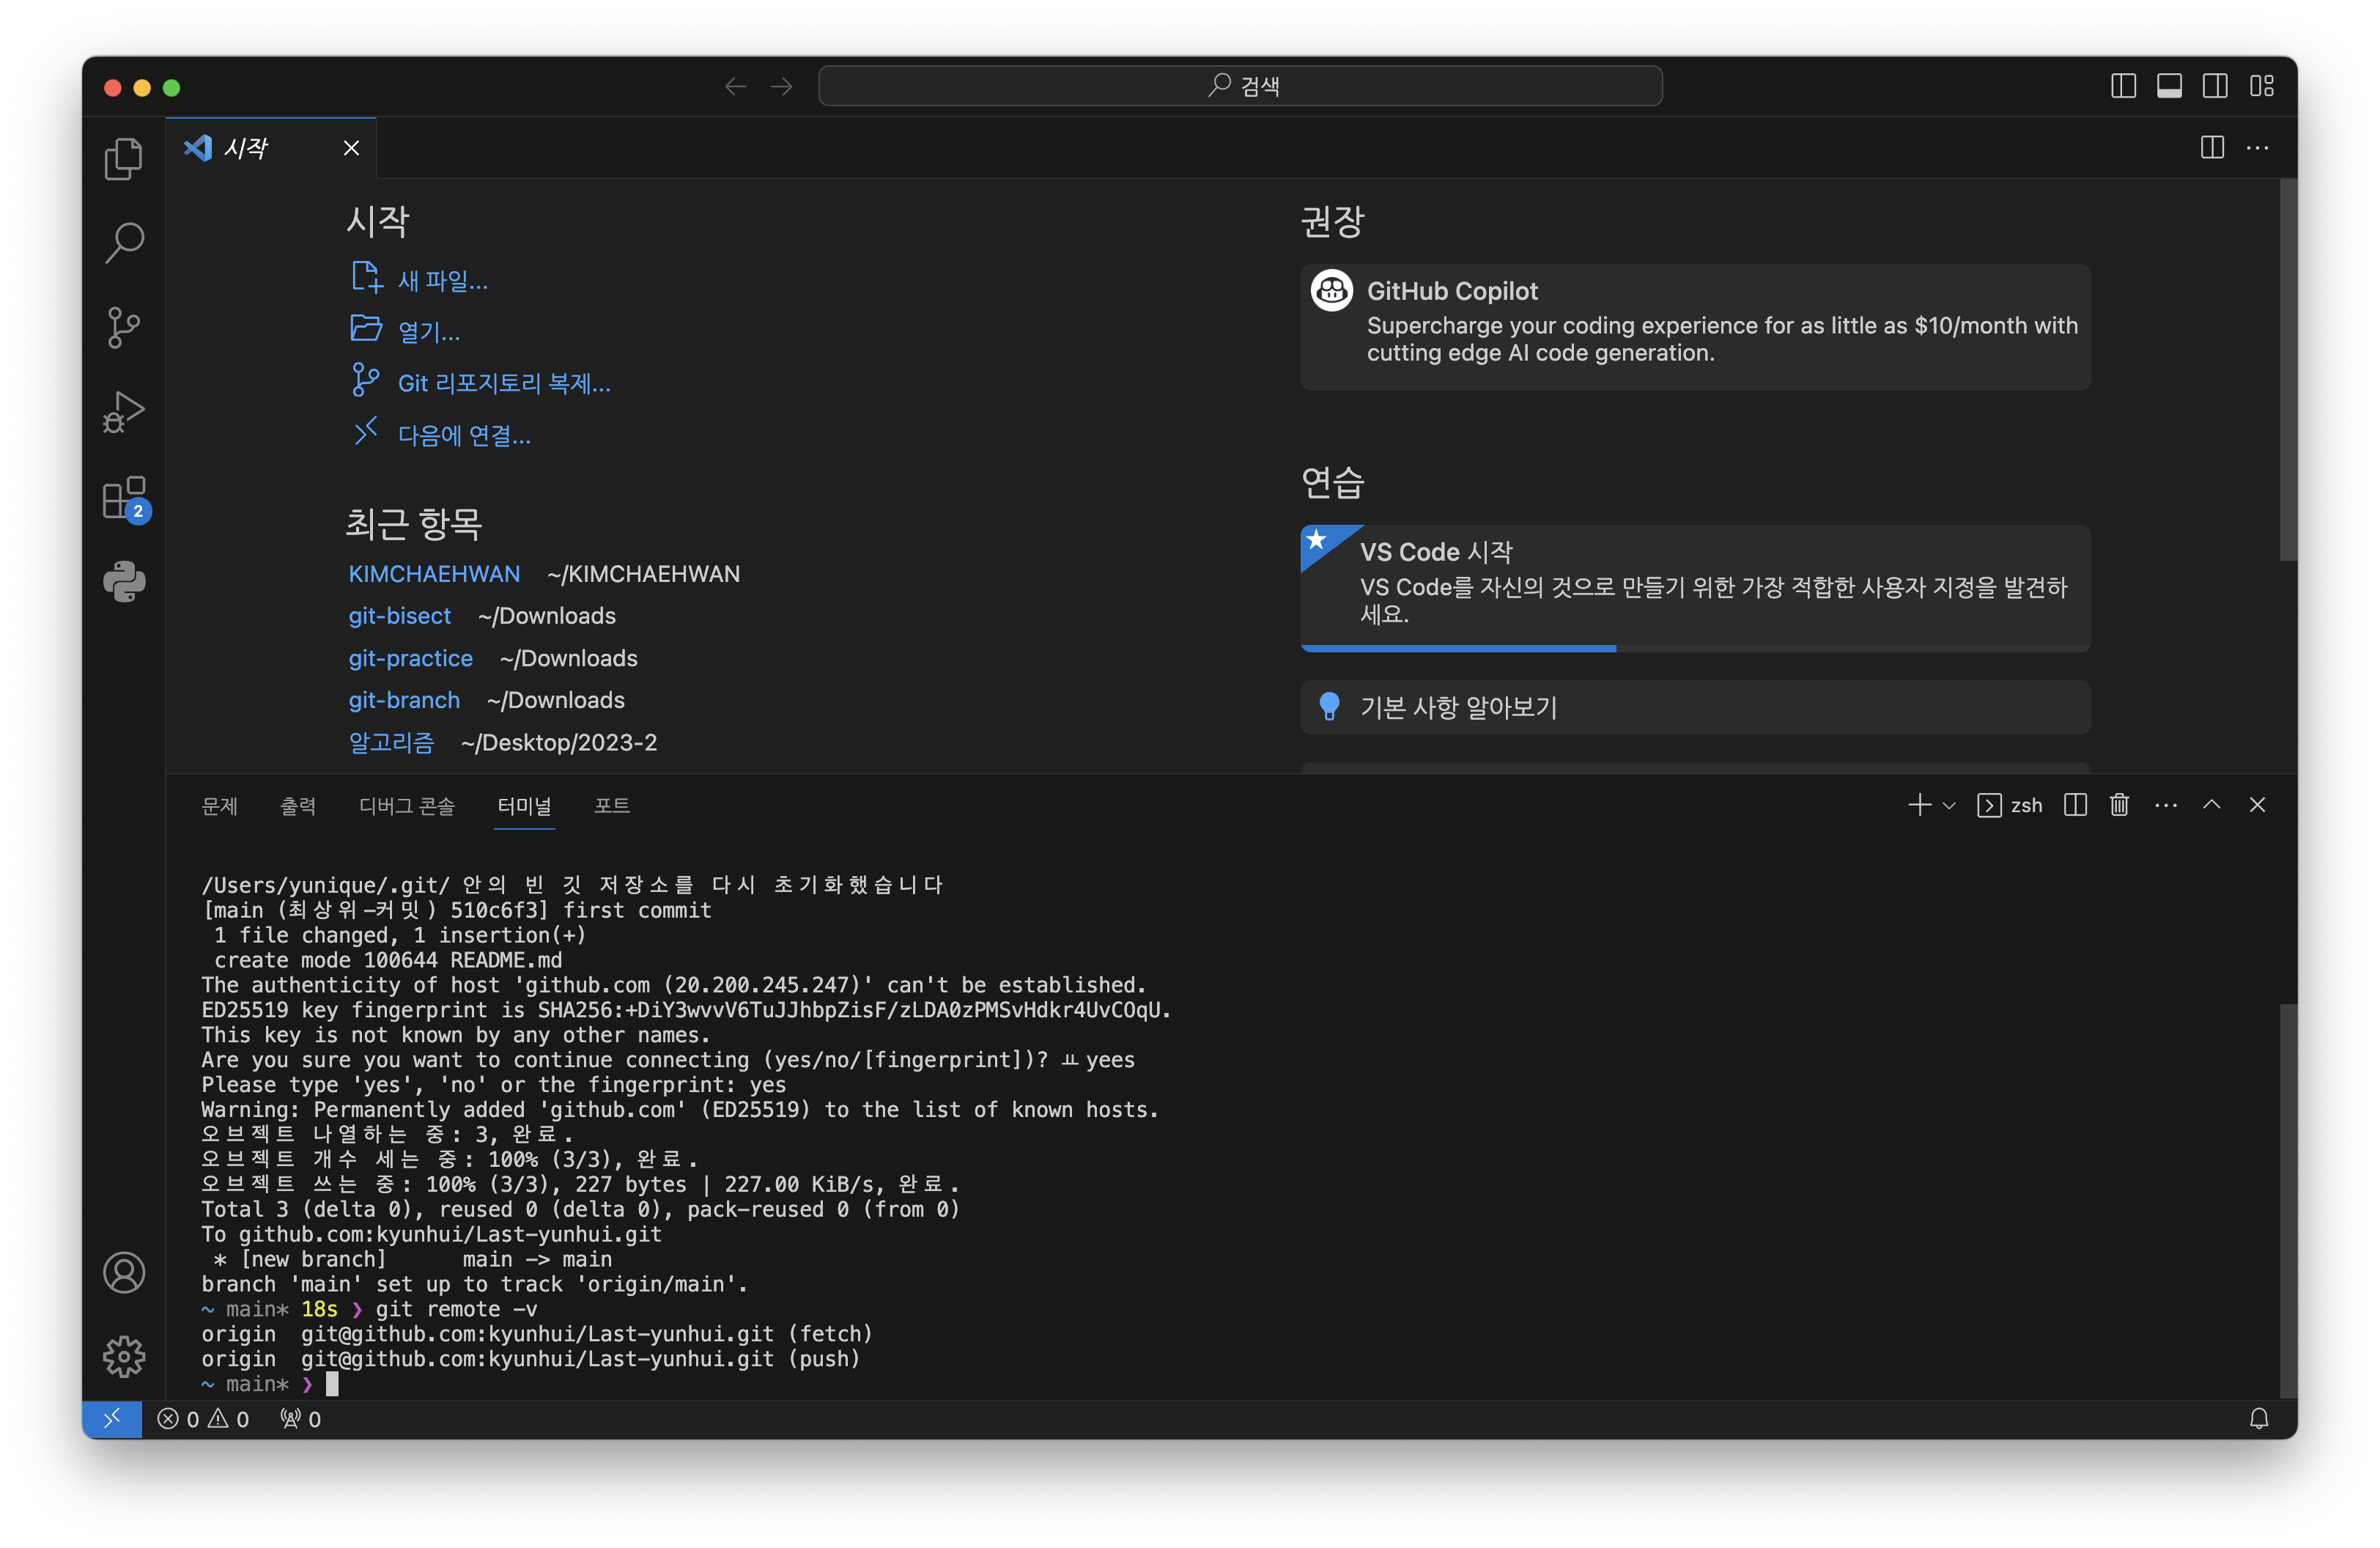 검색
시작
시작
새 파일...
열기...
Git 리포지토리 복제...
다음에 연결...
최근 항목
KIMCHAEHWAN ~/KIMCHAEHWAN
git-bisect ~/Downloads
git-practice ~/Downloads
git-branch ~/Downloads
알고리즘 ~/Desktop/2023-2
권장
GitHub Copilot
Supercharge your coding experience for as little as $10/month with
cutting edge AI code generation.
연습
VS Code 시작
VS Code를 자신의 것으로 만들기 위한 가장 적합한 사용자 지정을 발견하
세요.
기본 사항 알아보기
2
문제 출력 디버그 콘솔 터미널 포트
zsh
/Users/yunique/.git/ 안의 빈 깃 저장소를 다시 초기화했습니다
[main (최상위-커밋) 510c6f3] first commit
1 file changed, 1 insertion(+)
create mode 100644 README.md
The authenticity of host 'github.com (20.200.245.247)' can't be established.
ED25519 key fingerprint is SHA256:+DiY3wvvV6TuJJhbpZisF/zLDA0zPMSvHdkr4UvCOqU.
This key is not known by any other names.
Are you sure you want to continue connecting (yes/no/[fingerprint])? ㅛyees
Please type 'yes', 'no' or the fingerprint: yes
Warning: Permanently added 'github.com' (ED25519) to the list of known hosts.
오브젝트 나열하는 중: 3, 완료.
오브젝트 개수 세는 중: 100% (3/3), 완료.
오브젝트 쓰는 중: 100% (3/3), 227 bytes | 227.00 KiB/s, 완료.
Total 3 (delta 0), reused 0 (delta 0), pack-reused 0 (from 0)
To github.com:kyunhui/Last-yunhui.git
* [new branch] main -> main
branch 'main' set up to track 'origin/main'.
~ main* 18s ❯ git remote -v
origin git@github.com:kyunhui/Last-yunhui.git (fetch)
origin git@github.com:kyunhui/Last-yunhui.git (push)
~ main* ❯
0 0 0